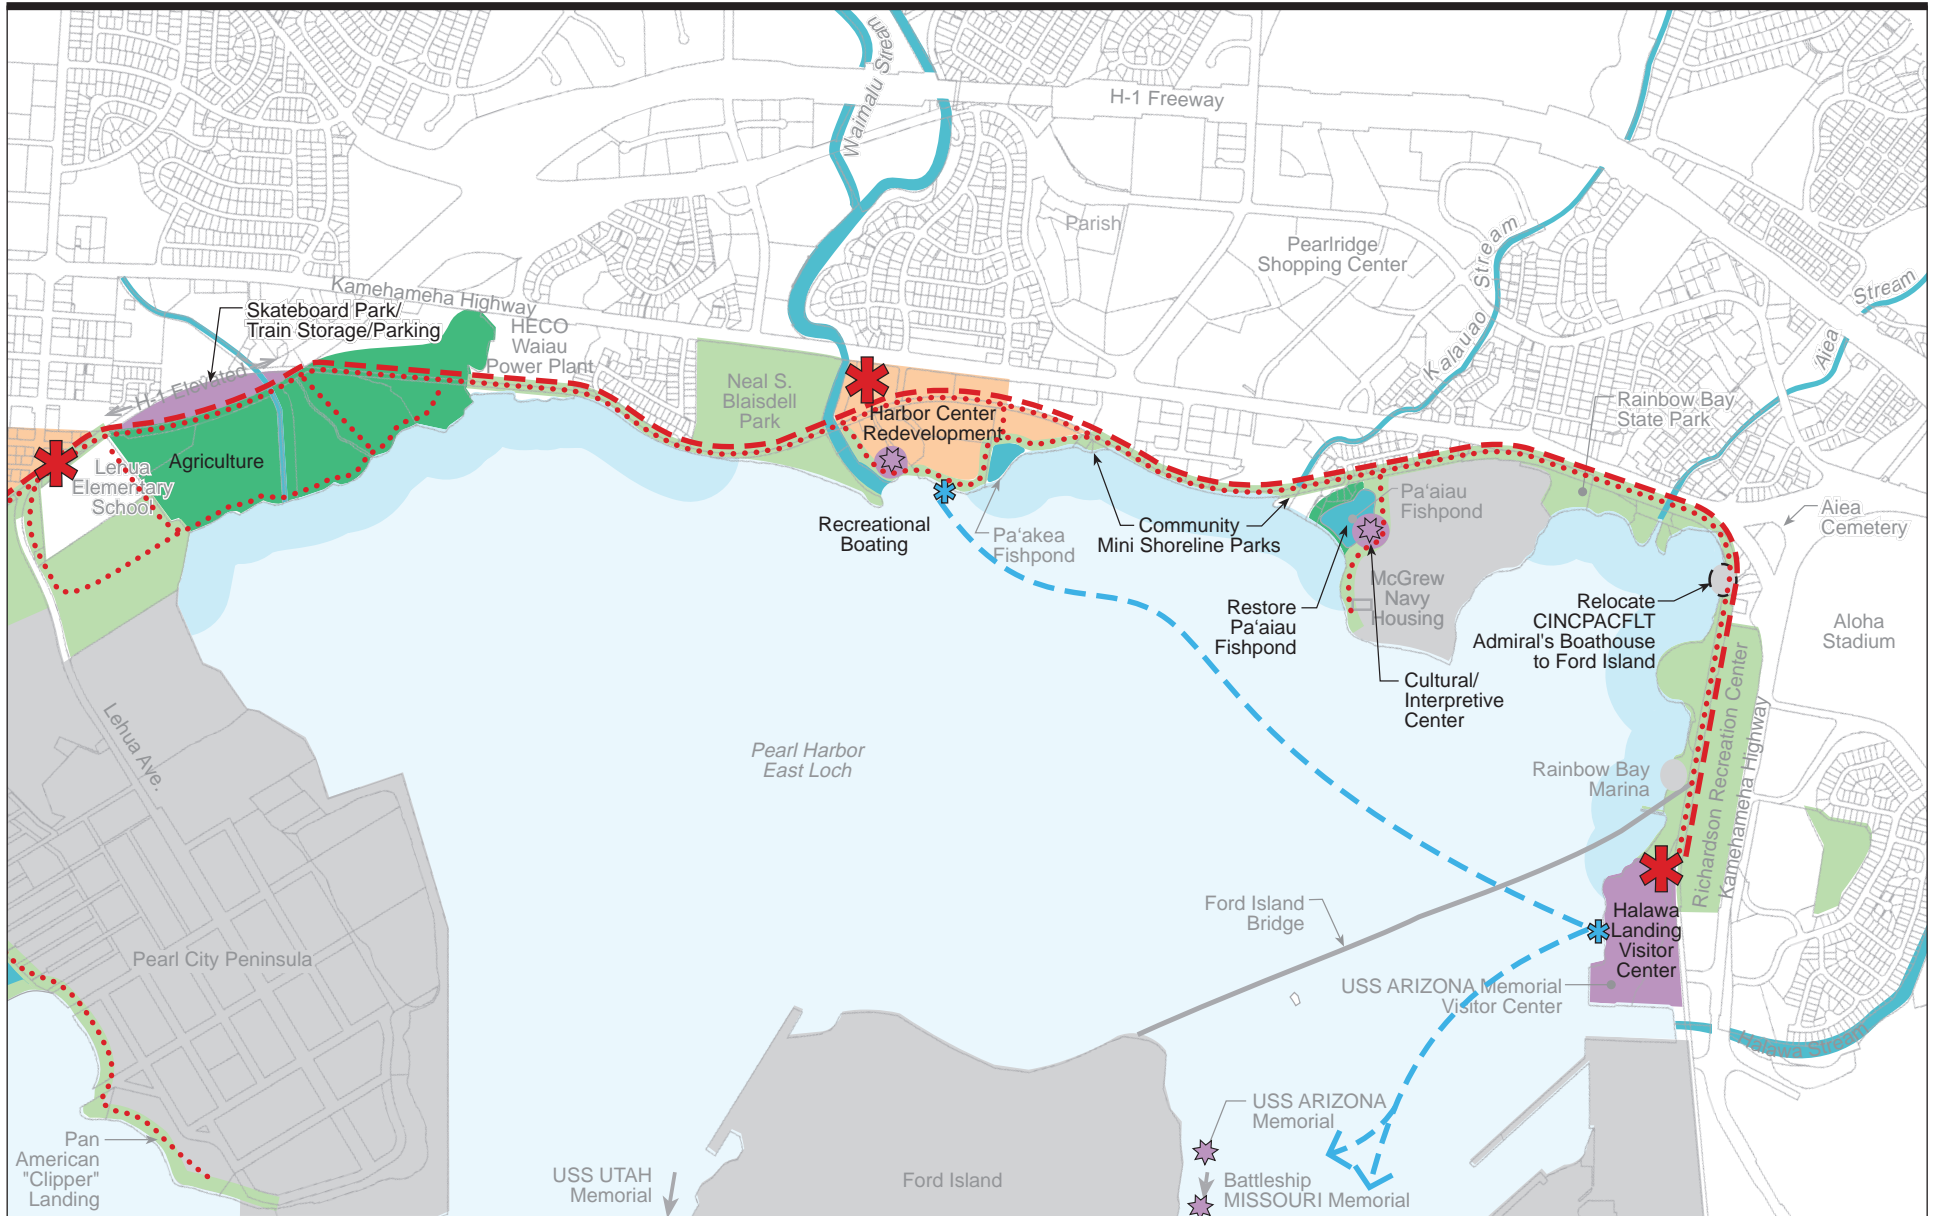 Waimalu Stream
H-1 Freeway
Parish
Pearlridge
Shopping Center
Kalauao Stream
Aiea Stream
Kamehameha Highway
Skateboard Park/
Train Storage/Parking
HECO
Waiau
Power Plant
H-1 Elevated
Neal S.
Blaisdell
Park
Harbor Center
Redevelopment
Rainbow Bay
State Park
Lehua
Elementary
School
Agriculture
Recreational
Boating
Pa‘akea
Fishpond
Community
Mini Shoreline Parks
Pa‘aiau
Fishpond
Aiea
Cemetery
McGrew
Navy
Housing
Restore
Pa‘aiau
Fishpond
Relocate
CINCPACFLT
Admiral's Boathouse
to Ford Island
Aloha
Stadium
Cultural/
Interpretive
Center
Lehua Ave.
Pearl Harbor
East Loch
Rainbow Bay
Marina
Richardson Recreation Center
Kamehameha Highway
Ford Island
Bridge
Halawa
Landing
Visitor
Center
Pearl City Peninsula
USS ARIZONA Memorial
Visitor Center
Halawa Stream
USS ARIZONA
Memorial
Pan
American
"Clipper"
Landing
USS UTAH
Memorial
Ford Island
Battleship
MISSOURI Memorial